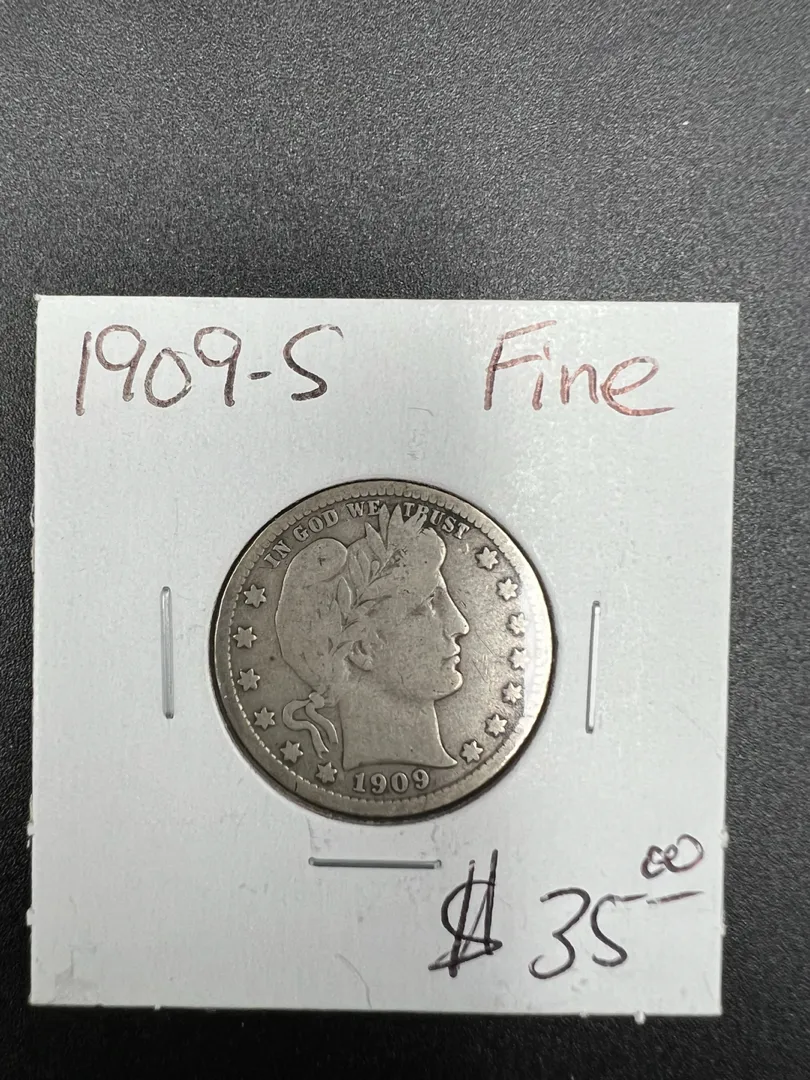 1909-S Fine
IN GOD WE TRUST
1909
$35.00